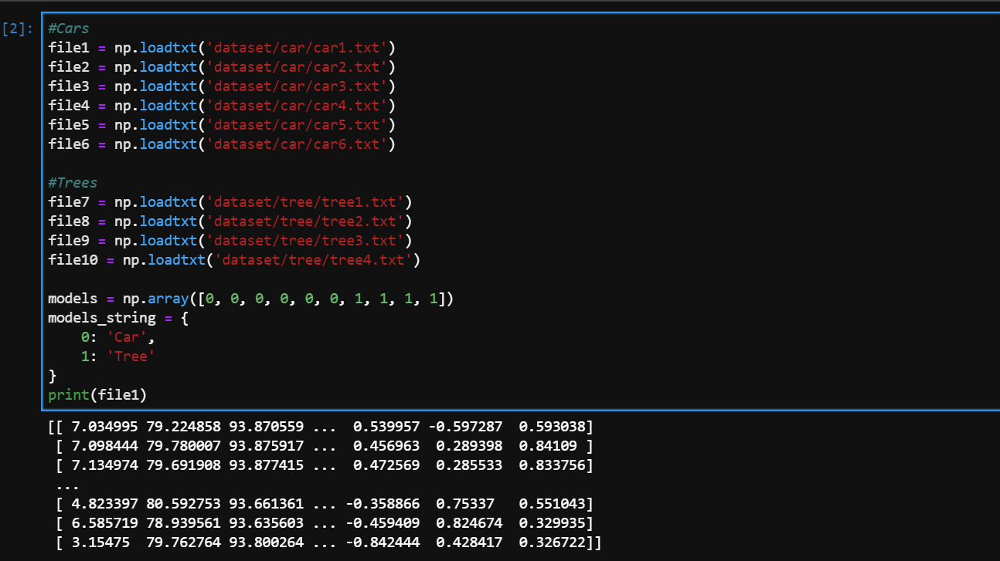 [2]: #Cars
file1 = np.loadtxt('dataset/car/car1.txt')
file2 = np.loadtxt('dataset/car/car2.txt')
file3 = np.loadtxt('dataset/car/car3.txt')
file4 = np.loadtxt('dataset/car/car4.txt')
file5 = np.loadtxt('dataset/car/car5.txt')
file6 = np.loadtxt('dataset/car/car6.txt')

#Trees
file7 = np.loadtxt('dataset/tree/tree1.txt')
file8 = np.loadtxt('dataset/tree/tree2.txt')
file9 = np.loadtxt('dataset/tree/tree3.txt')
file10 = np.loadtxt('dataset/tree/tree4.txt')

models = np.array([0, 0, 0, 0, 0, 0, 1, 1, 1, 1])
models_string = {
    0: 'Car',
    1: 'Tree'
}
print(file1)
[[ 7.034995 79.224858 93.870559 ...  0.539957 -0.597287  0.593038]
 [ 7.098444 79.780007 93.875917 ...  0.456963  0.289398  0.84109 ]
 [ 7.134974 79.691908 93.877415 ...  0.472569  0.285533  0.833756]
 ...
 [ 4.823397 80.592753 93.661361 ... -0.358866  0.75337   0.551043]
 [ 6.585719 78.939561 93.635603 ... -0.459409  0.824674  0.329935]
 [ 3.15475  79.762764 93.800264 ... -0.842444  0.428417  0.326722]]